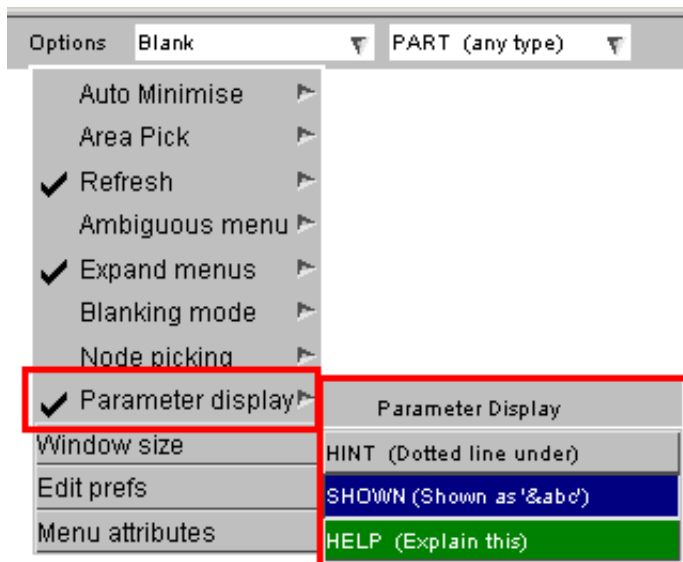 Options Blank PART (any type)
Auto Minimise
Area Pick
Refresh
Ambiguous menu
Expand menus
Blanking mode
Node picking
Parameter display
Parameter Display
Window size
HINT (Dotted line under)
Edit prefs
SHOWN (Shown as '&abc')
Menu attributes
HELP (Explain this)